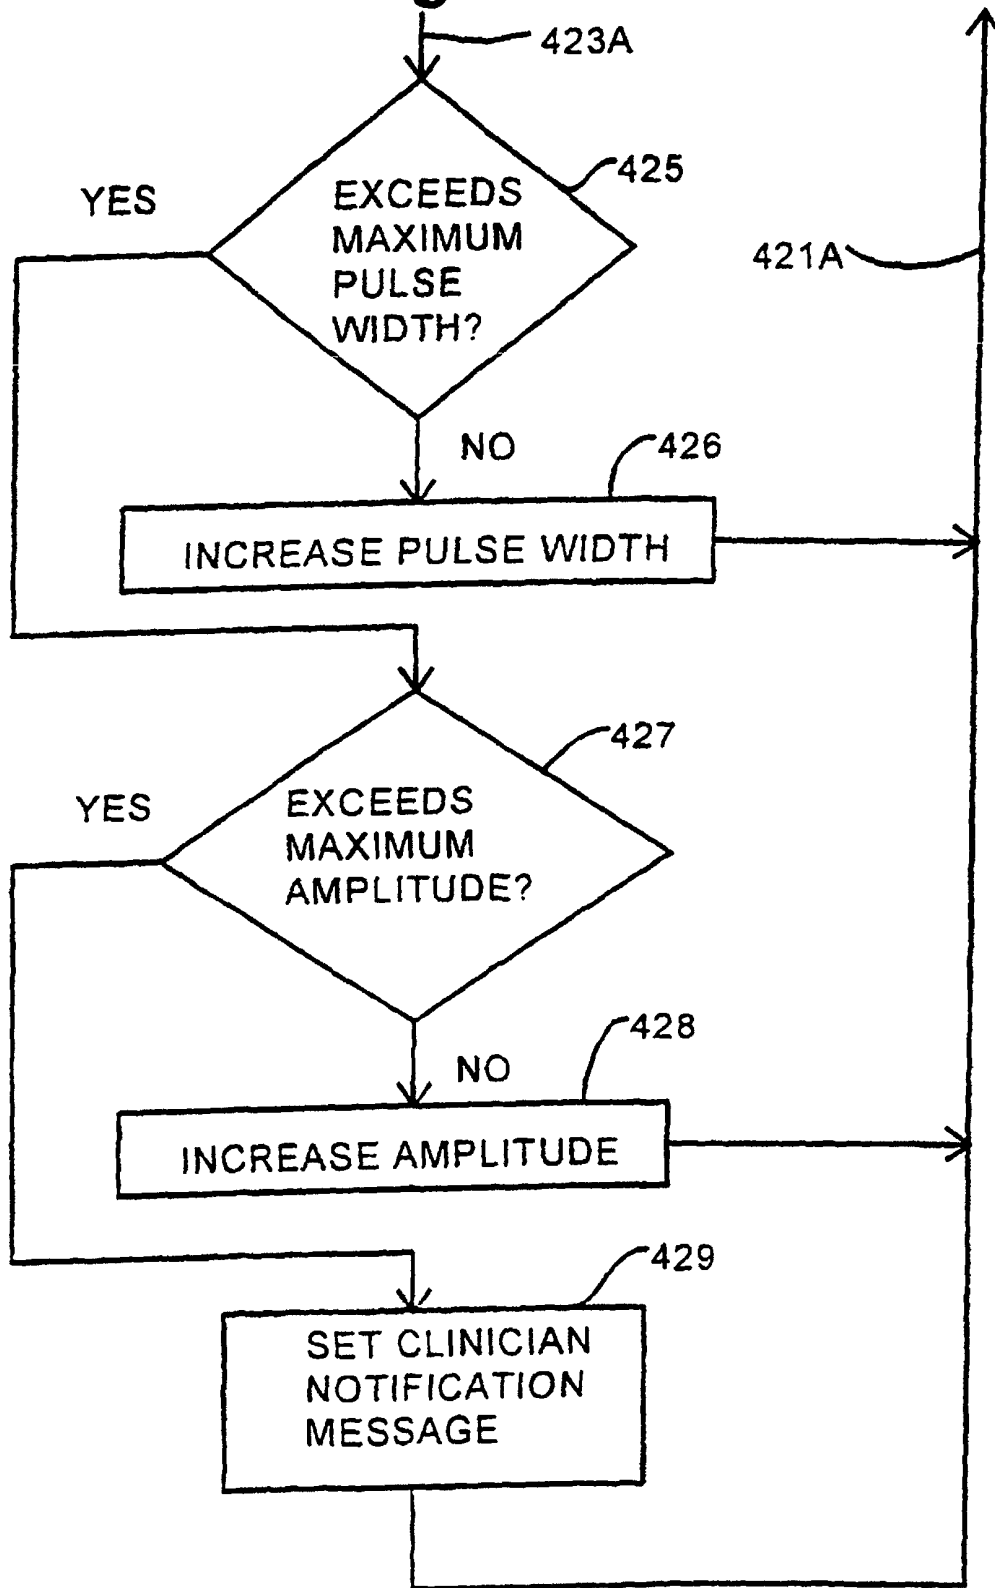 423A
425
YES
EXCEEDS
MAXIMUM
PULSE
WIDTH?
421A
NO
426
INCREASE PULSE WIDTH
427
YES
EXCEEDS
MAXIMUM
AMPLITUDE?
428
NO
INCREASE AMPLITUDE
429
SET CLINICIAN
NOTIFICATION
MESSAGE